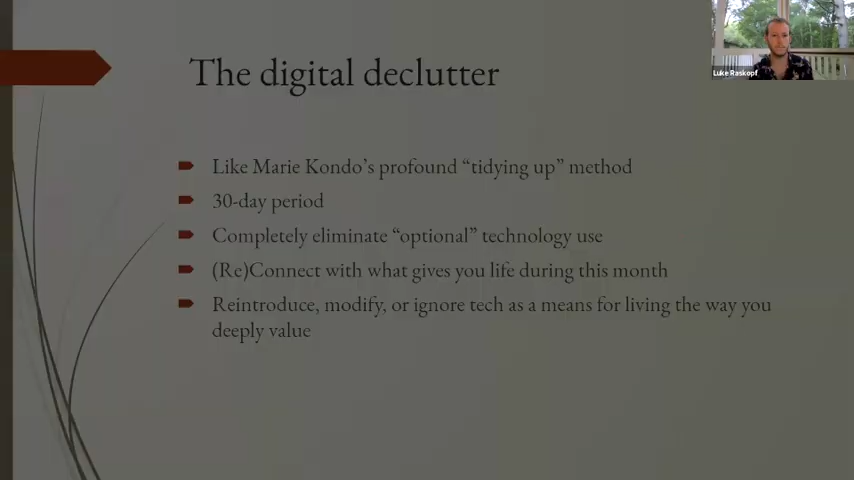 The digital declutter
Luke Raskopf
Like Marie Kondo’s profound “tidying up” method
30-day period
Completely eliminate “optional” technology use
(Re)Connect with what gives you life during this month
Reintroduce, modify, or ignore tech as a means for living the way you
deeply value